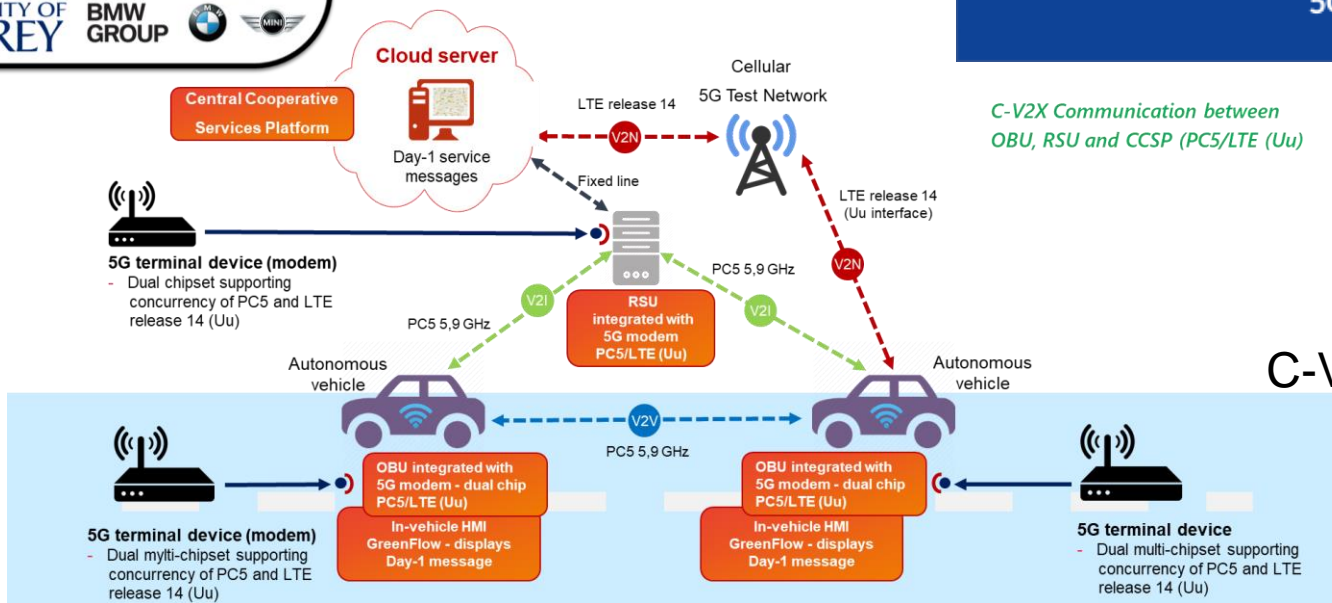 BMW
GROUP
MINI
5G
Cloud server
Central Cooperative
Services Platform
Day-1 service
messages
LTE release 14
V2N
Cellular
5G Test Network
C-V2X Communication between
OBU, RSU and CCSP (PC5/LTE (Uu)
Fixed line
LTE release 14
(Uu interface)
V2N
5G terminal device (modem)
- Dual chipset supporting
concurrency of PC5 and LTE
release 14 (Uu)
PC5 5,9 GHz
V2I
RSU
integrated with
5G modem
PC5/LTE (Uu)
PC5 5,9 GHz
V2I
Autonomous
vehicle
Autonomous
vehicle
C-V
V2V
PC5 5,9 GHz
OBU integrated with
5G modem - dual chip
PC5/LTE (Uu)
In-vehicle HMI
GreenFlow - displays
Day-1 message
OBU integrated with
5G modem - dual chip
PC5/LTE (Uu)
In-vehicle HMI
GreenFlow - displays
Day-1 message
5G terminal device (modem)
- Dual mylti-chipset supporting
concurrency of PC5 and LTE
release 14 (Uu)
5G terminal device
- Dual multi-chipset supporting
concurrency of PC5 and LTE
release 14 (Uu)